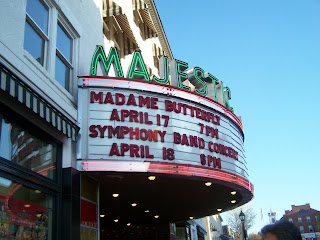 MAJESTIC
MADAME BUTTERFLY
APRIL 17 7PM
SYMPHONY BAND CONCERT
APRIL 18 8PM